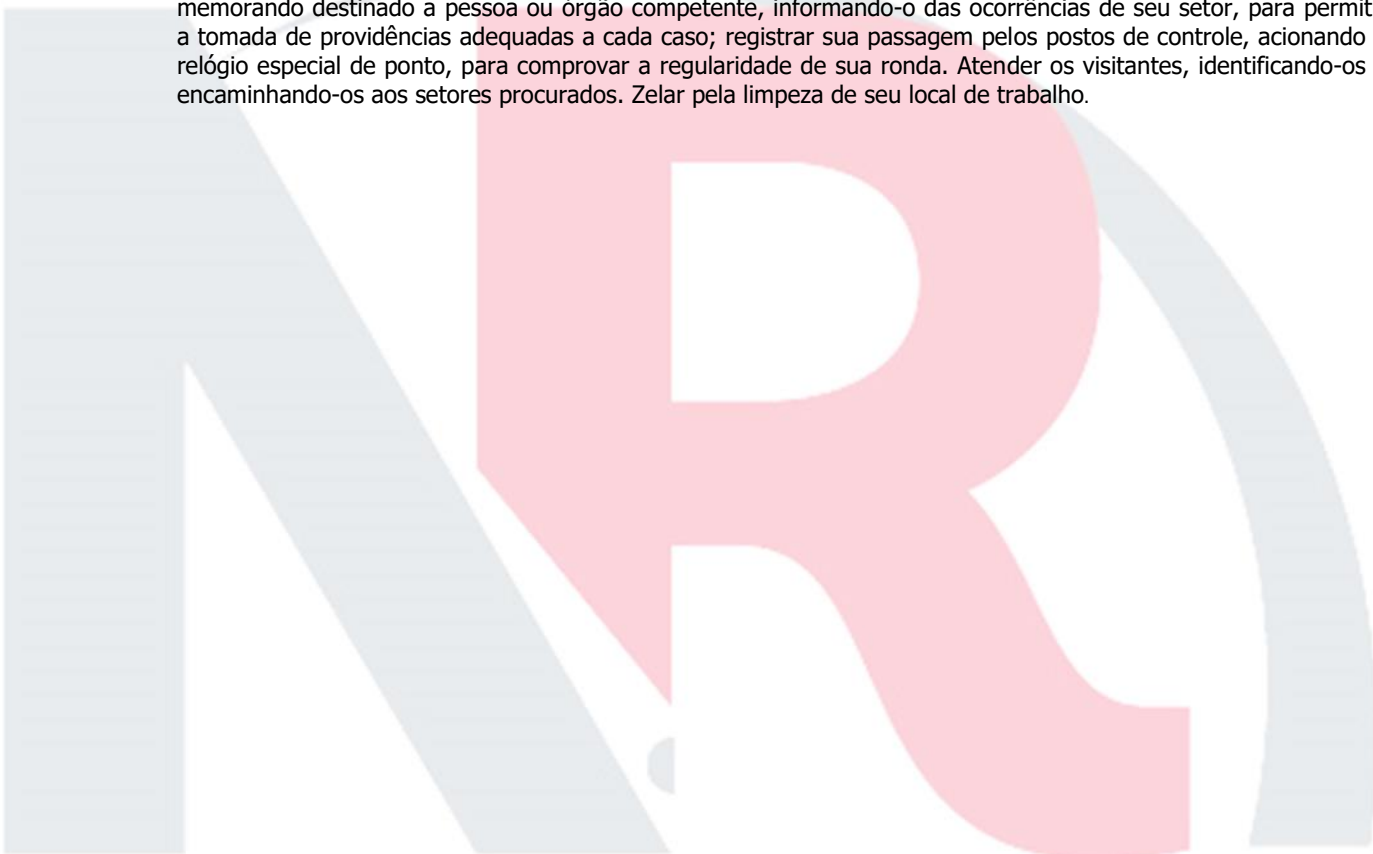 memorando destinado a pessoa ou órgão competente, informando-o das ocorrências de seu setor, para permit
a tomada de providências adequadas a cada caso; registrar sua passagem pelos postos de controle, acionando
relógio especial de ponto, para comprovar a regularidade de sua ronda. Atender os visitantes, identificando-os
encaminhando-os aos setores procurados. Zelar pela limpeza de seu local de trabalho.
N.R